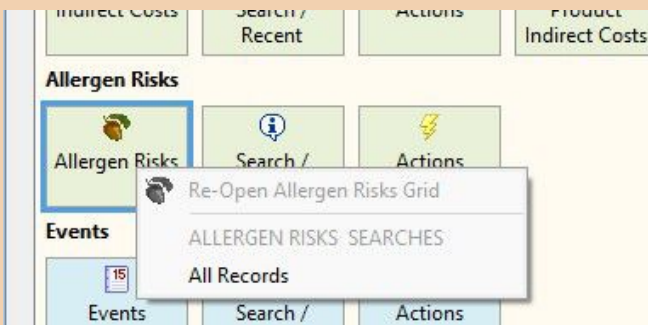 Indirect Costs
Search /
Recent
Actions
Product
Indirect Costs
Allergen Risks
Allergen Risks
Search /
Actions
Re-Open Allergen Risks Grid
ALLERGEN RISKS SEARCHES
All Records
Events
15
Events
Search /
Actions